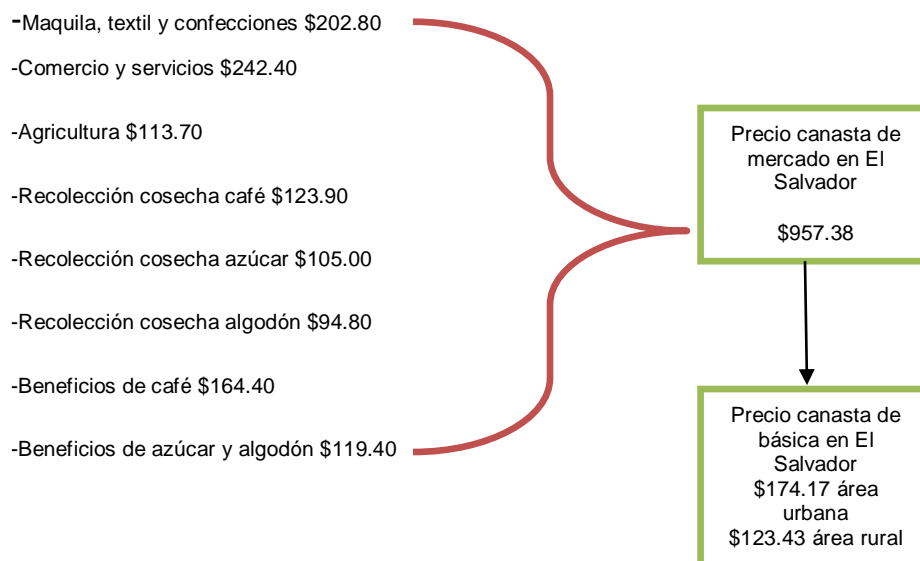 -Maquila, textil y confecciones $202.80
-Comercio y servicios $242.40
-Agricultura $113.70
-Recolección cosecha café $123.90
-Recolección cosecha azúcar $105.00
-Recolección cosecha algodón $94.80
-Beneficios de café $164.40
-Beneficios de azúcar y algodón $119.40
Precio canasta de
mercado en El
Salvador
$957.38
Precio canasta de
básica en El
Salvador
$174.17 área
urbana
$123.43 área rural